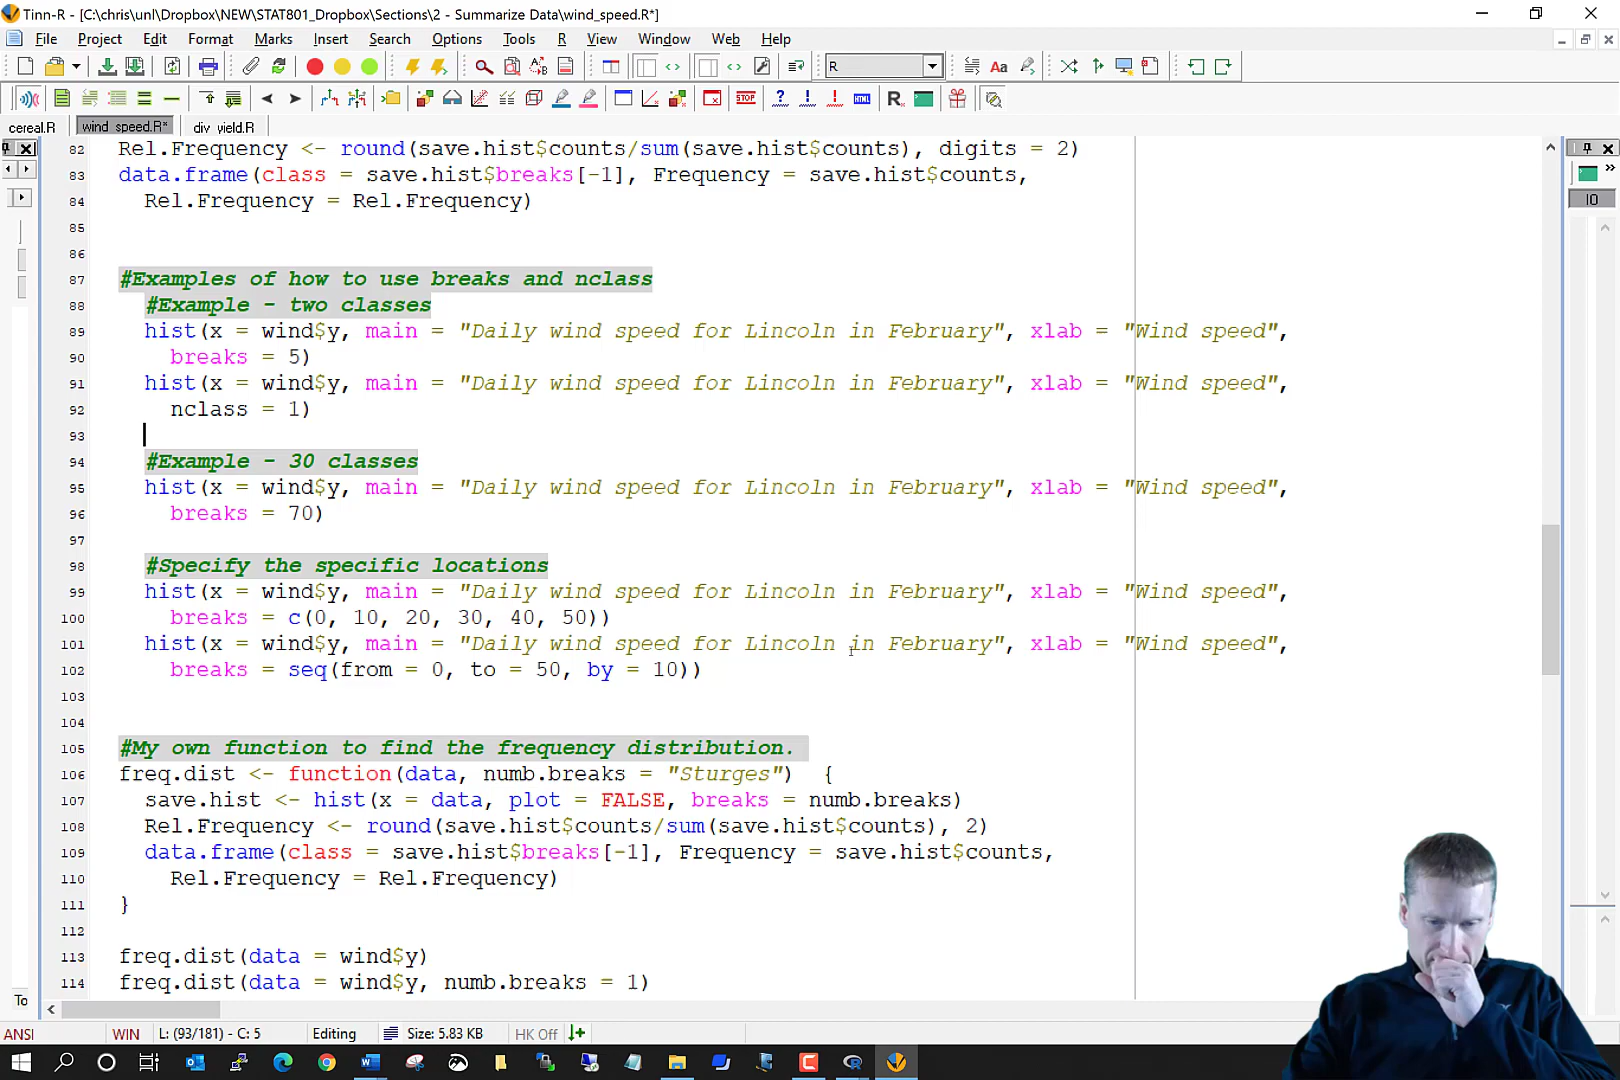 Tinn-R - [C:\chris\unl\Dropbox\NEW\STAT801_Dropbox\Sections\2 - Summarize Data\wind_speed.R*]
File Project Edit Format Marks Insert Search Options Tools R View Window Web Help
R
cereal.R wind_speed.R* div_yield.R
82 Rel.Frequency <- round(save.hist$counts/sum(save.hist$counts), digits = 2)
83 data.frame(class = save.hist$breaks[-1], Frequency = save.hist$counts,
84 Rel.Frequency = Rel.Frequency)
85
86
87 #Examples of how to use breaks and nclass
88 #Example - two classes
89 hist(x = wind$y, main = "Daily wind speed for Lincoln in February", xlab = "Wind speed",
90 breaks = 5)
91 hist(x = wind$y, main = "Daily wind speed for Lincoln in February", xlab = "Wind speed",
92 nclass = 1)
93
94 #Example - 30 classes
95 hist(x = wind$y, main = "Daily wind speed for Lincoln in February", xlab = "Wind speed",
96 breaks = 70)
97
98 #Specify the specific locations
99 hist(x = wind$y, main = "Daily wind speed for Lincoln in February", xlab = "Wind speed",
100 breaks = c(0, 10, 20, 30, 40, 50))
101 hist(x = wind$y, main = "Daily wind speed for Lincoln in February", xlab = "Wind speed",
102 breaks = seq(from = 0, to = 50, by = 10))
103
104
105 #My own function to find the frequency distribution.
106 freq.dist <- function(data, numb.breaks = "Sturges") {
107 save.hist <- hist(x = data, plot = FALSE, breaks = numb.breaks)
108 Rel.Frequency <- round(save.hist$counts/sum(save.hist$counts), 2)
109 data.frame(class = save.hist$breaks[-1], Frequency = save.hist$counts,
110 Rel.Frequency = Rel.Frequency)
111 }
112
113 freq.dist(data = wind$y)
114 freq.dist(data = wind$y, numb.breaks = 1)
To
IO
ANSI WIN L: (93/181) - C: 5 Editing Size: 5.83 KB HK Off